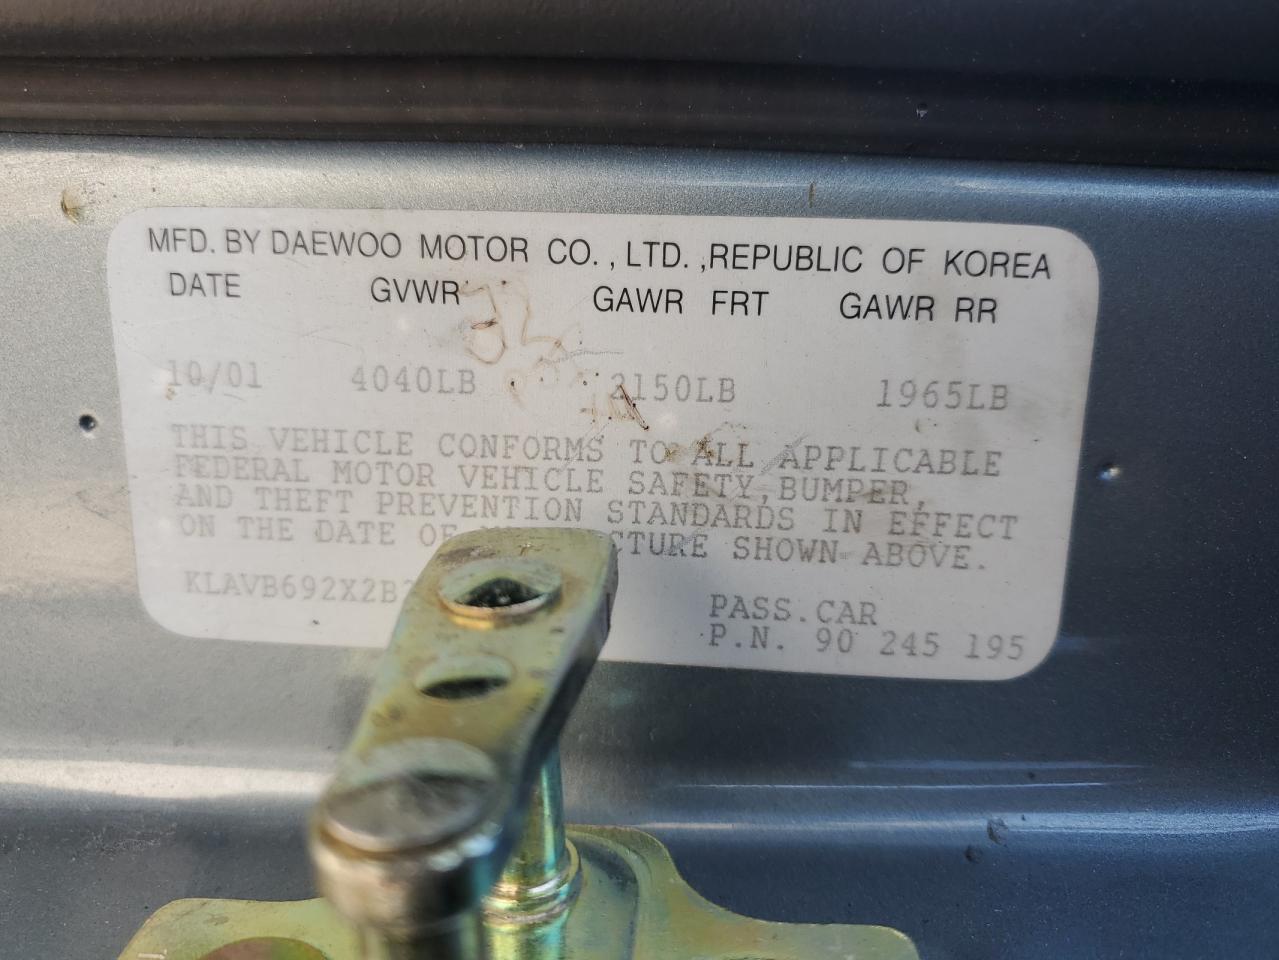 MFD. BY DAEWOO MOTOR CO., LTD., REPUBLIC OF KOREA
DATE GVWR GAWR FRT GAWR RR
10/01 4040LB 2150LB 1965LB
THIS VEHICLE CONFORMS TO ALL APPLICABLE
FEDERAL MOTOR VEHICLE SAFETY, BUMPER,
AND THEFT PREVENTION STANDARDS IN EFFECT
ON THE DATE OF CTURE SHOWN ABOVE.
KLAVB692X2B
PASS.CAR
P.N. 90 245 195